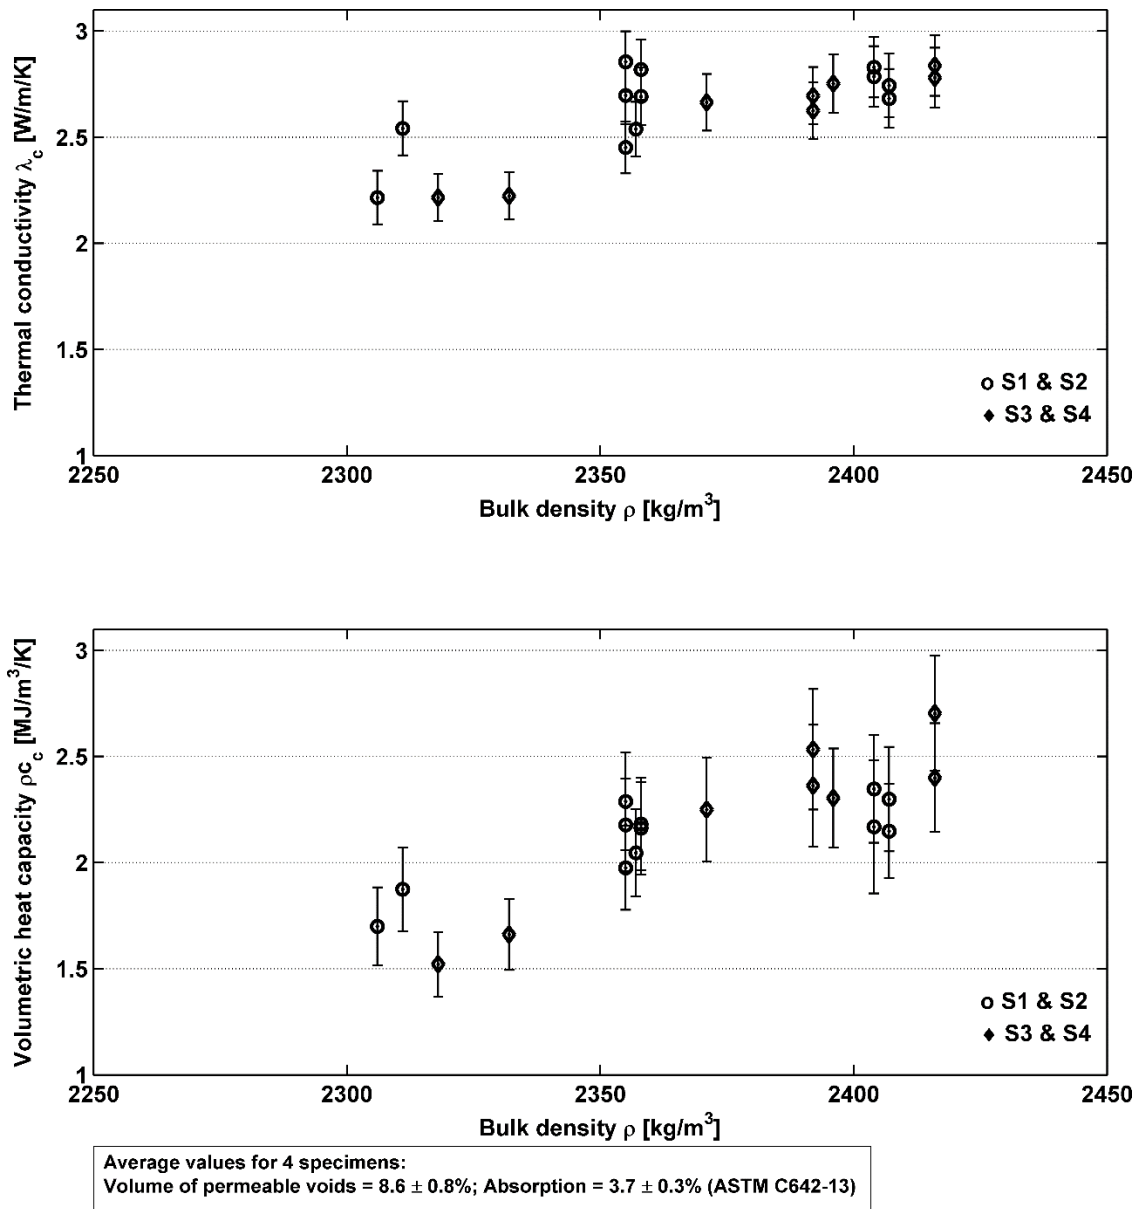 3
2.5
2
1.5
1
Thermal conductivity λc [W/m/K]
S1 & S2
S3 & S4
2250 2300 2350 2400 2450
Bulk density ρ [kg/m³]
3
2.5
2
1.5
1
Volumetric heat capacity ρcc [MJ/m³/K]
S1 & S2
S3 & S4
2250 2300 2350 2400 2450
Bulk density ρ [kg/m³]
Average values for 4 specimens:
Volume of permeable voids = 8.6 ± 0.8%; Absorption = 3.7 ± 0.3% (ASTM C642-13)